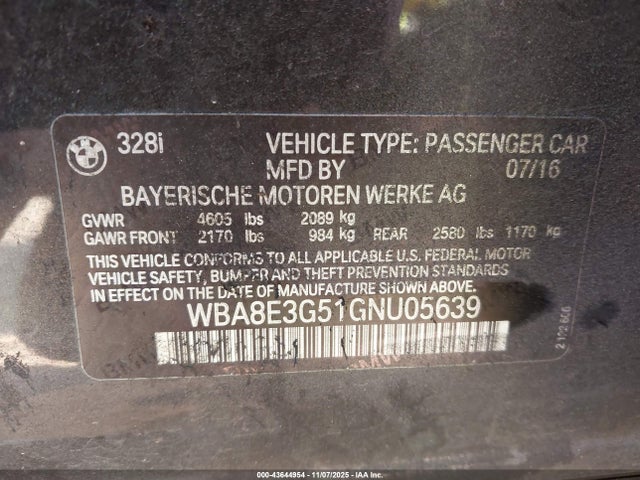 BMW
328i VEHICLE TYPE: PASSENGER CAR
MFD BY 07/16
BAYERISCHE MOTOREN WERKE AG
GVWR 4605 lbs 2089 kg
GAWR FRONT 2170 lbs 984 kg REAR 2580 lbs 1170 kg
THIS VEHICLE CONFORMS TO ALL APPLICABLE U.S. FEDERAL MOTOR
VEHICLE SAFETY, BUMPER AND THEFT PREVENTION STANDARDS
IN EFFECT ON THE DATE OF MANUFACTURE SHOWN ABOVE.
WBA8E3G51GNU05639
000-43644954 - 11/07/2025 - IAA Inc.